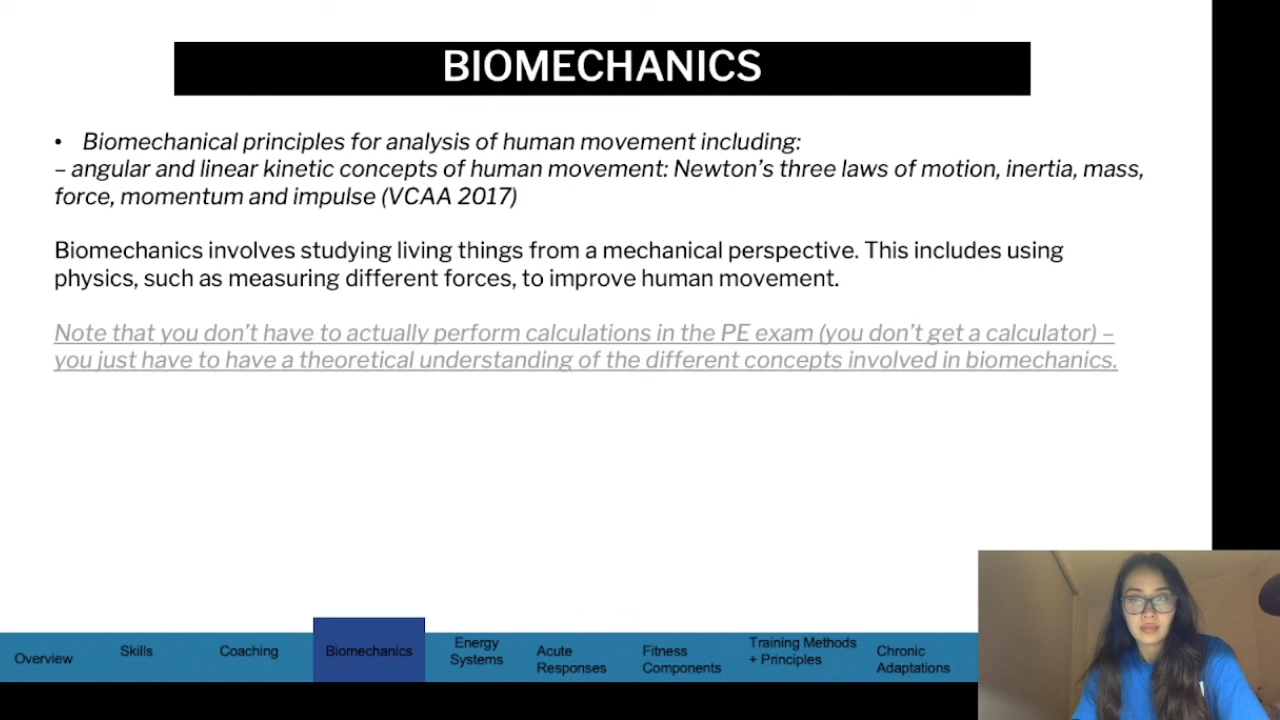 BIOMECHANICS
• Biomechanical principles for analysis of human movement including:
– angular and linear kinetic concepts of human movement: Newton's three laws of motion, inertia, mass,
force, momentum and impulse (VCAA 2017)
Biomechanics involves studying living things from a mechanical perspective. This includes using
physics, such as measuring different forces, to improve human movement.
Note that you don't have to actually perform calculations in the PE exam (you don't get a calculator) –
you just have to have a theoretical understanding of the different concepts involved in biomechanics.
Overview
Skills
Coaching
Biomechanics
Energy
Systems
Acute
Responses
Fitness
Components
Training Methods
+ Principles
Chronic
Adaptations